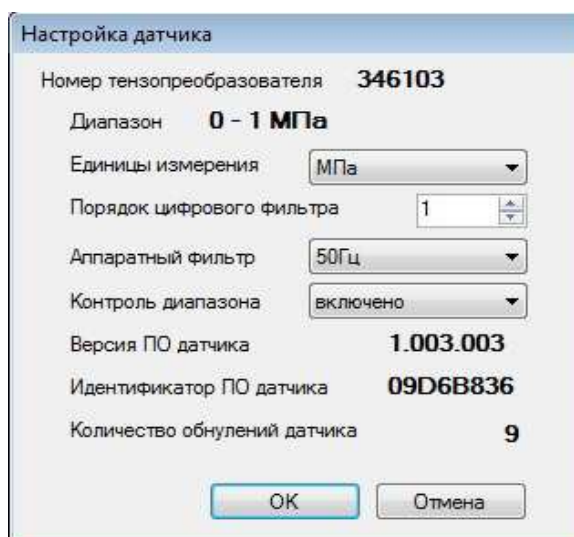 Настройка датчика
Номер тензопреобразователя 346103
Диапазон 0 - 1 МПа
Единицы измерения МПа
Порядок цифрового фильтра 1
Аппаратный фильтр 50Гц
Контроль диапазона включено
Версия ПО датчика 1.003.003
Идентификатор ПО датчика 09D6B836
Количество обнулений датчика 9
OK Отмена